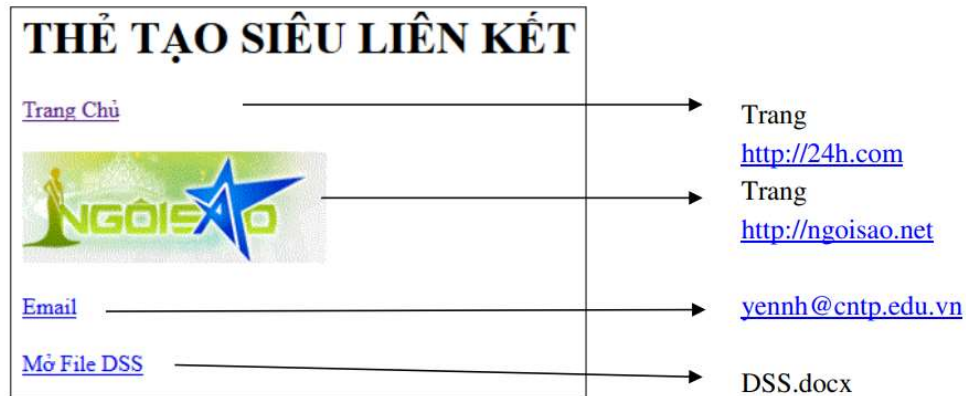 THẺ TẠO SIÊU LIÊN KẾT
Trang Chủ
Trang
http://24h.com
NGÔISAO
Trang
http://ngoisao.net
Email
yennh@cntp.edu.vn
Mở File DSS
DSS.docx